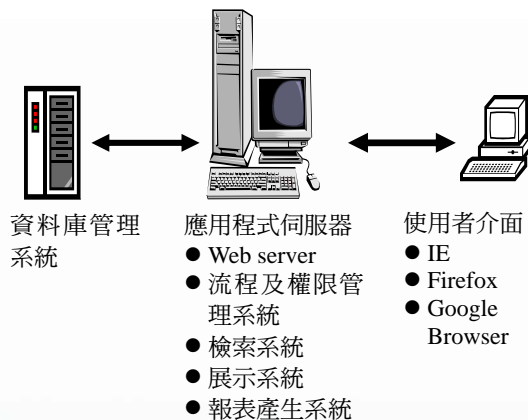 資料庫管理
系統
應用程式伺服器
● Web server
● 流程及權限管
理系統
● 檢索系統
● 展示系統
● 報表產生系統
使用者介面
● IE
● Firefox
● Google
Browser